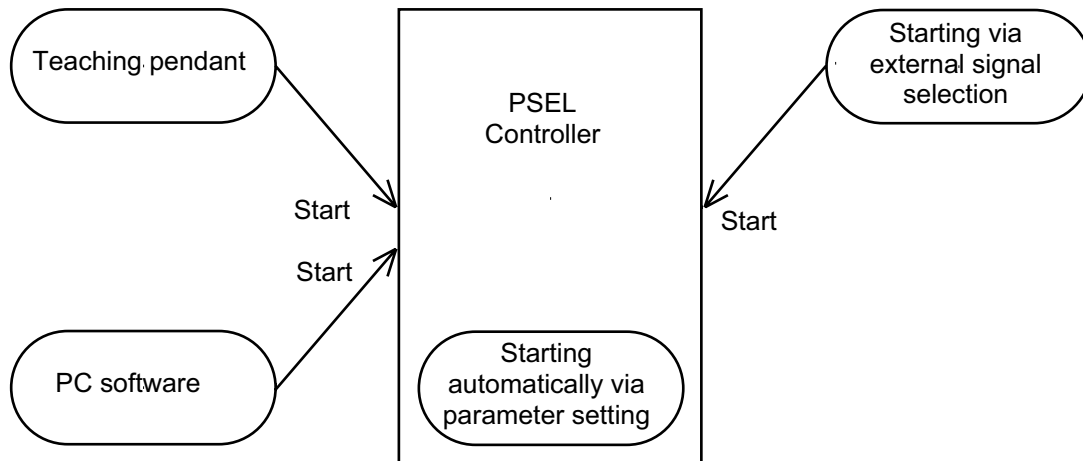 Teaching pendant
PSEL
Controller
Starting via
external signal
selection
Start
Start
Start
PC software
Starting
automatically via
parameter setting